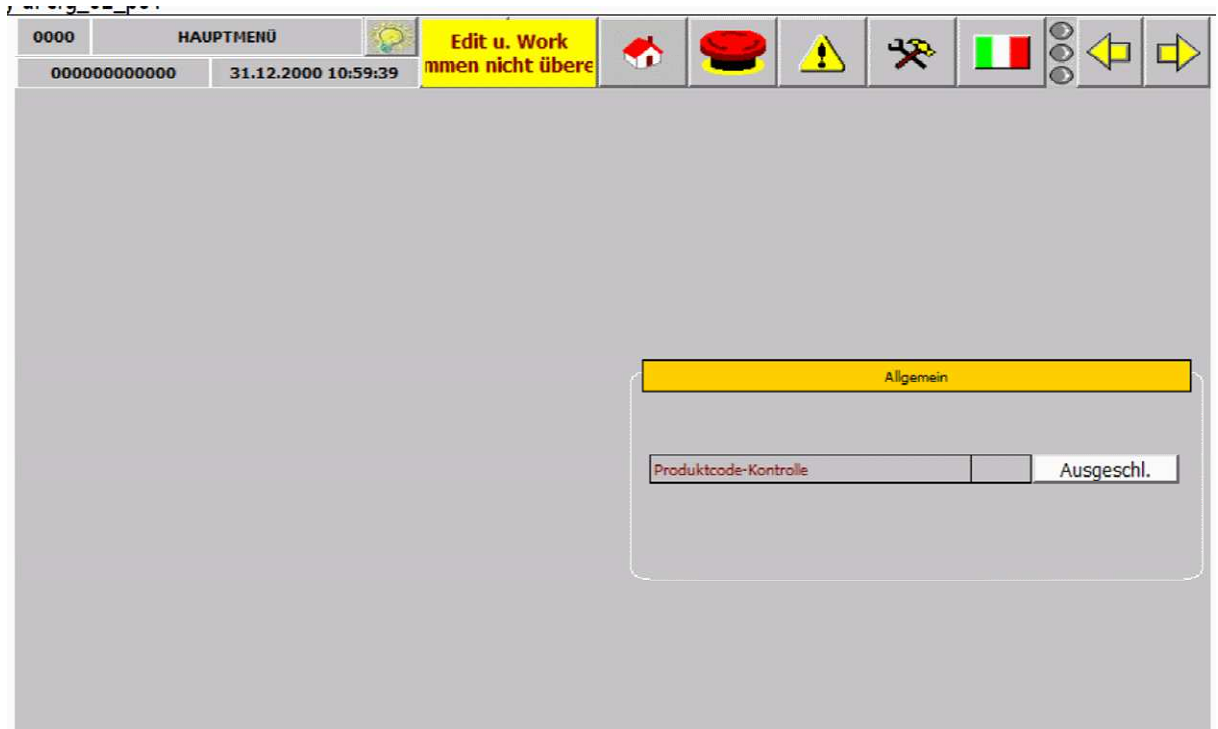 0000 HAUPTMENÜ
000000000000 31.12.2000 10:59:39
Edit u. Work
mmen nicht übere
Allgemein
Produktcode-Kontrolle Ausgeschl.